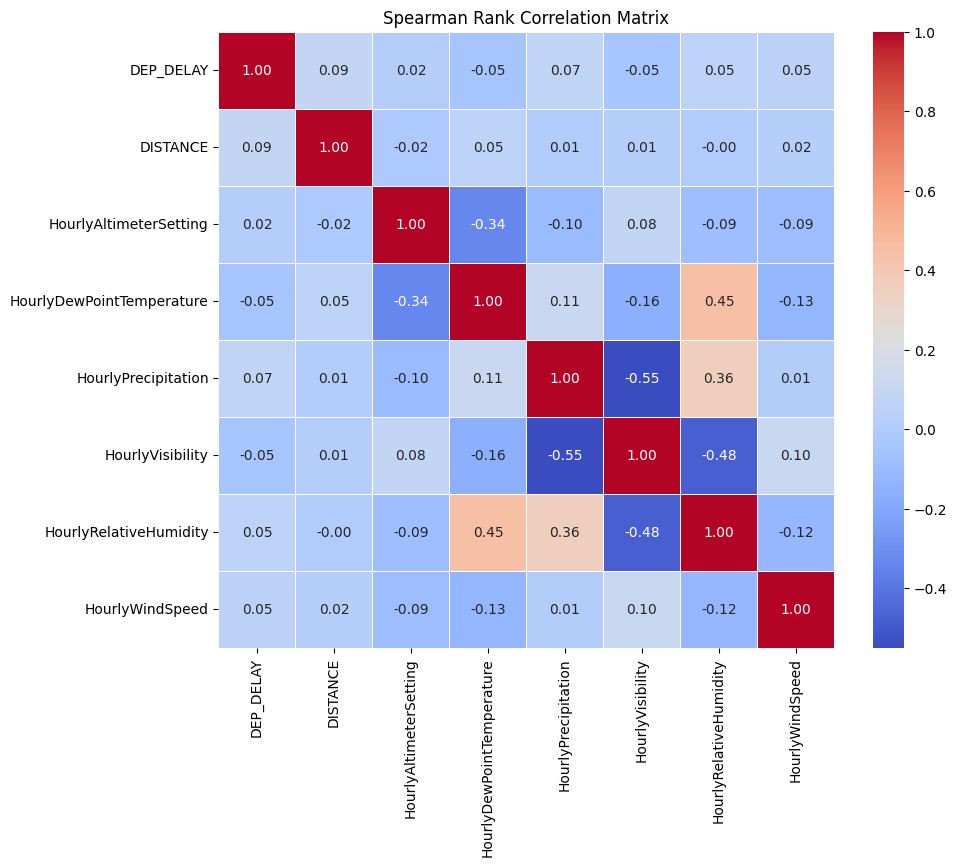 Spearman Rank Correlation Matrix
DEP_DELAY 1.00 0.09 0.02 -0.05 0.07 -0.05 0.05 0.05
DISTANCE 0.09 1.00 -0.02 0.05 0.01 0.01 -0.00 0.02
HourlyAltimeterSetting 0.02 -0.02 1.00 -0.34 -0.10 0.08 -0.09 -0.09
HourlyDewPointTemperature -0.05 0.05 -0.34 1.00 0.11 -0.16 0.45 -0.13
HourlyPrecipitation 0.07 0.01 -0.10 0.11 1.00 -0.55 0.36 0.01
HourlyVisibility -0.05 0.01 0.08 -0.16 -0.55 1.00 -0.48 0.10
HourlyRelativeHumidity 0.05 -0.00 -0.09 0.45 0.36 -0.48 1.00 -0.12
HourlyWindSpeed 0.05 0.02 -0.09 -0.13 0.01 0.10 -0.12 1.00
DEP_DELAY
DISTANCE
HourlyAltimeterSetting
HourlyDewPointTemperature
HourlyPrecipitation
HourlyVisibility
HourlyRelativeHumidity
HourlyWindSpeed
1.0
0.8
0.6
0.4
0.2
0.0
−0.2
−0.4